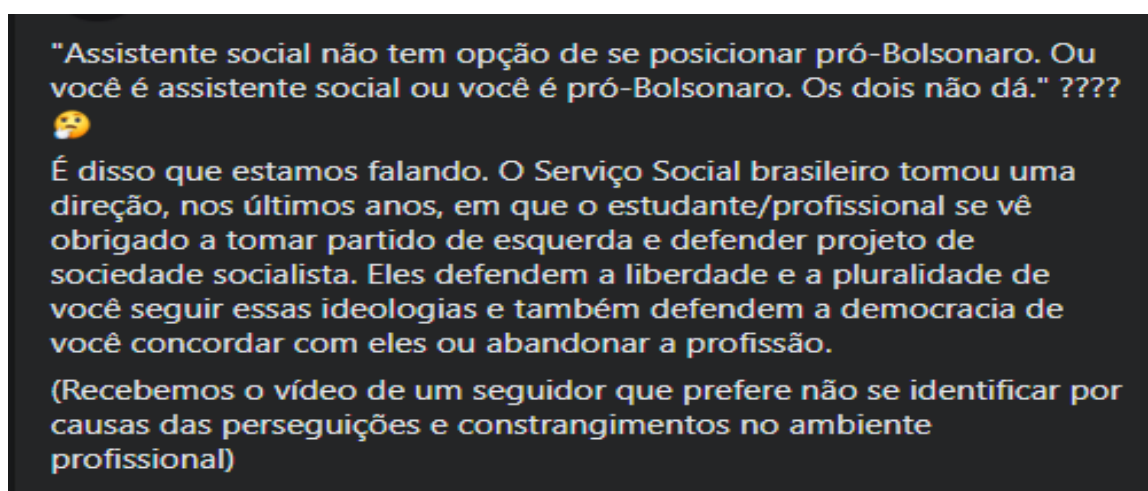 "Assistente social não tem opção de se posicionar pró-Bolsonaro. Ou
você é assistente social ou você é pró-Bolsonaro. Os dois não dá." ????
🤔
É disso que estamos falando. O Serviço Social brasileiro tomou uma
direção, nos últimos anos, em que o estudante/profissional se vê
obrigado a tomar partido de esquerda e defender projeto de
sociedade socialista. Eles defendem a liberdade e a pluralidade de
você seguir essas ideologias e também defendem a democracia de
você concordar com eles ou abandonar a profissão.
(Recebemos o vídeo de um seguidor que prefere não se identificar por
causas das perseguições e constrangimentos no ambiente
profissional)